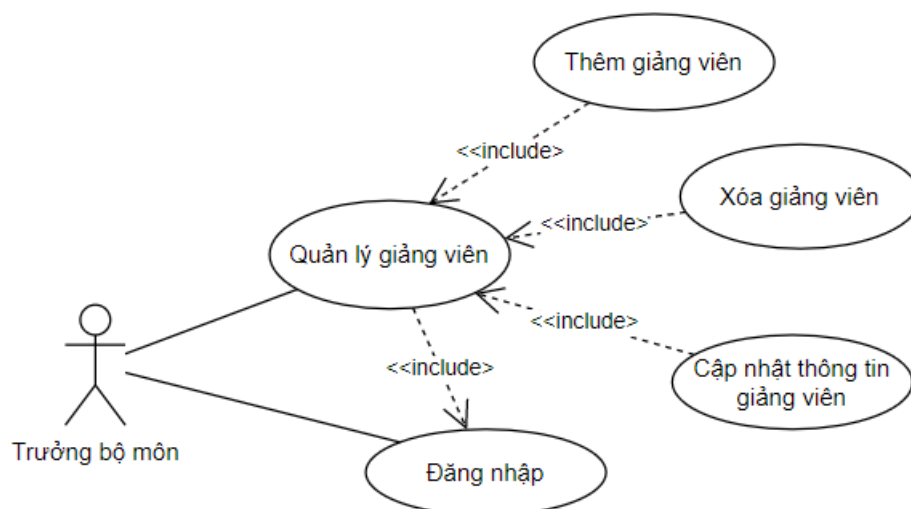 Thêm giảng viên
<<include>
Xóa giảng viên
<<include>
Quản lý giảng viên
<<include>
Cập nhật thông tin
giảng viên
<<include>
Trưởng bộ môn
Đăng nhập